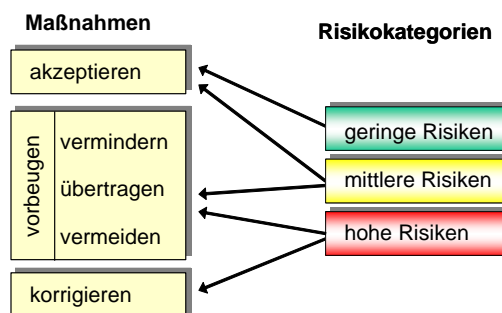 Maßnahmen
Risikokategorien
akzeptieren
vorbeugen
vermindern
übertragen
vermeiden
korrigieren
geringe Risiken
mittlere Risiken
hohe Risiken